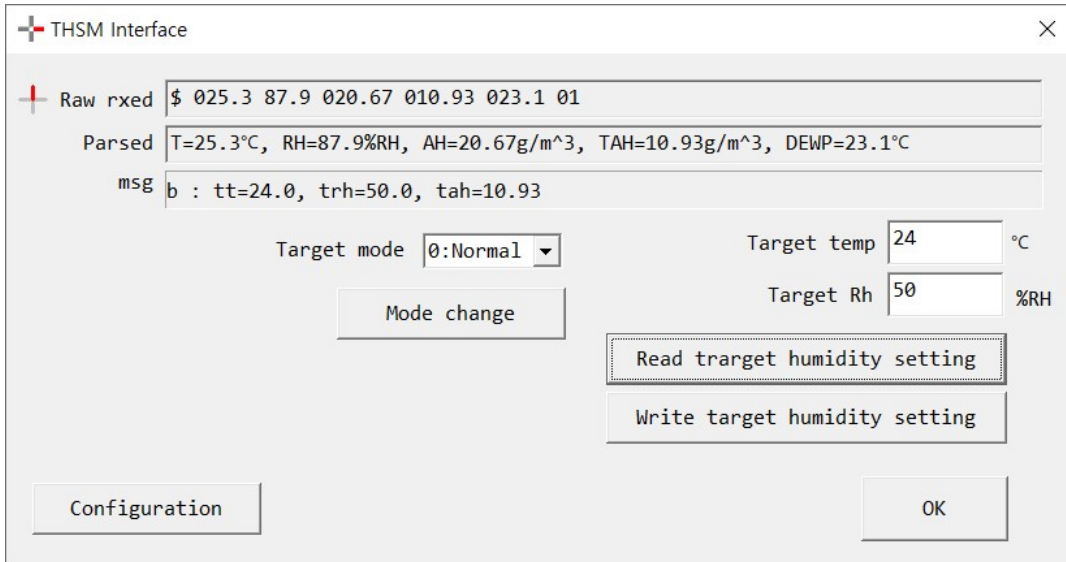 THSM Interface
Raw rxed $ 025.3 87.9 020.67 010.93 023.1 01
Parsed T=25.3℃, RH=87.9%RH, AH=20.67g/m^3, TAH=10.93g/m^3, DEWP=23.1℃
msg b : tt=24.0, trh=50.0, tah=10.93
Target mode 0:Normal Target temp 24 ℃
Target Rh 50 %RH
Mode change
Read trarget humidity setting
Write target humidity setting
Configuration OK